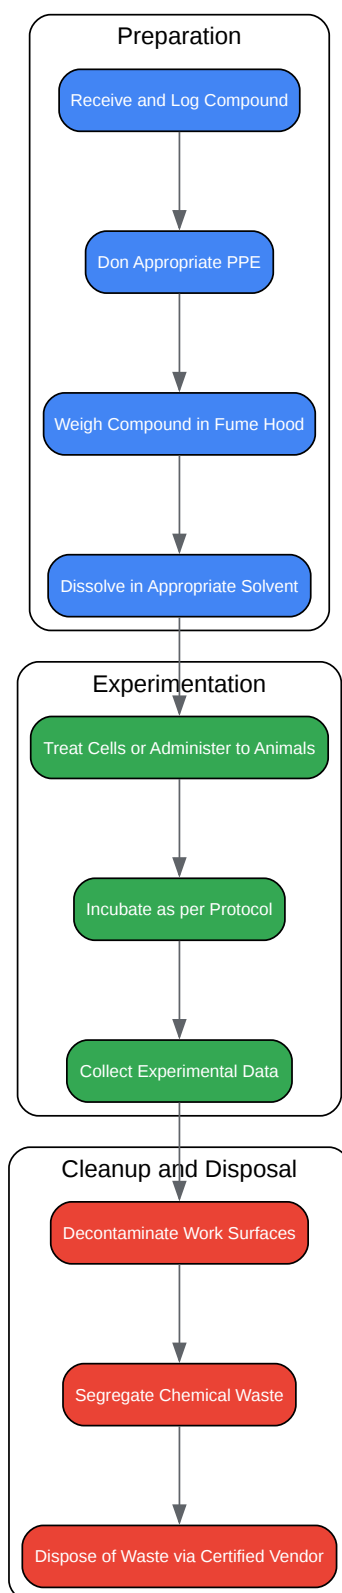 Preparation
Receive and Log Compound
Don Appropriate PPE
Weigh Compound in Fume Hood
Dissolve in Appropriate Solvent
Experimentation
Treat Cells or Administer to Animals
Incubate as per Protocol
Collect Experimental Data
Cleanup and Disposal
Decontaminate Work Surfaces
Segregate Chemical Waste
Dispose of Waste via Certified Vendor